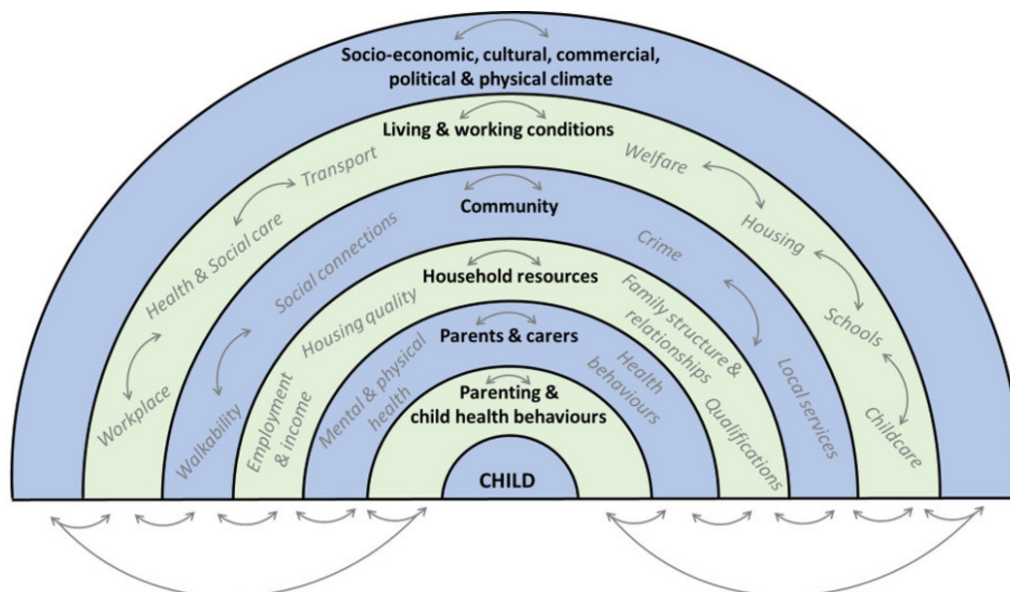 Socio-economic, cultural, commercial,
political & physical climate
Living & working conditions
Transport
Welfare
Health & Social care
Housing
Workplace
Schools
Childcare
Community
Social connections
Crime
Walkability
Local services
Household resources
Housing quality
Family structure &
relationships
Employment
& income
Qualifications
Parents & carers
Mental & physical
health
Health
behaviours
Parenting &
child health behaviours
CHILD